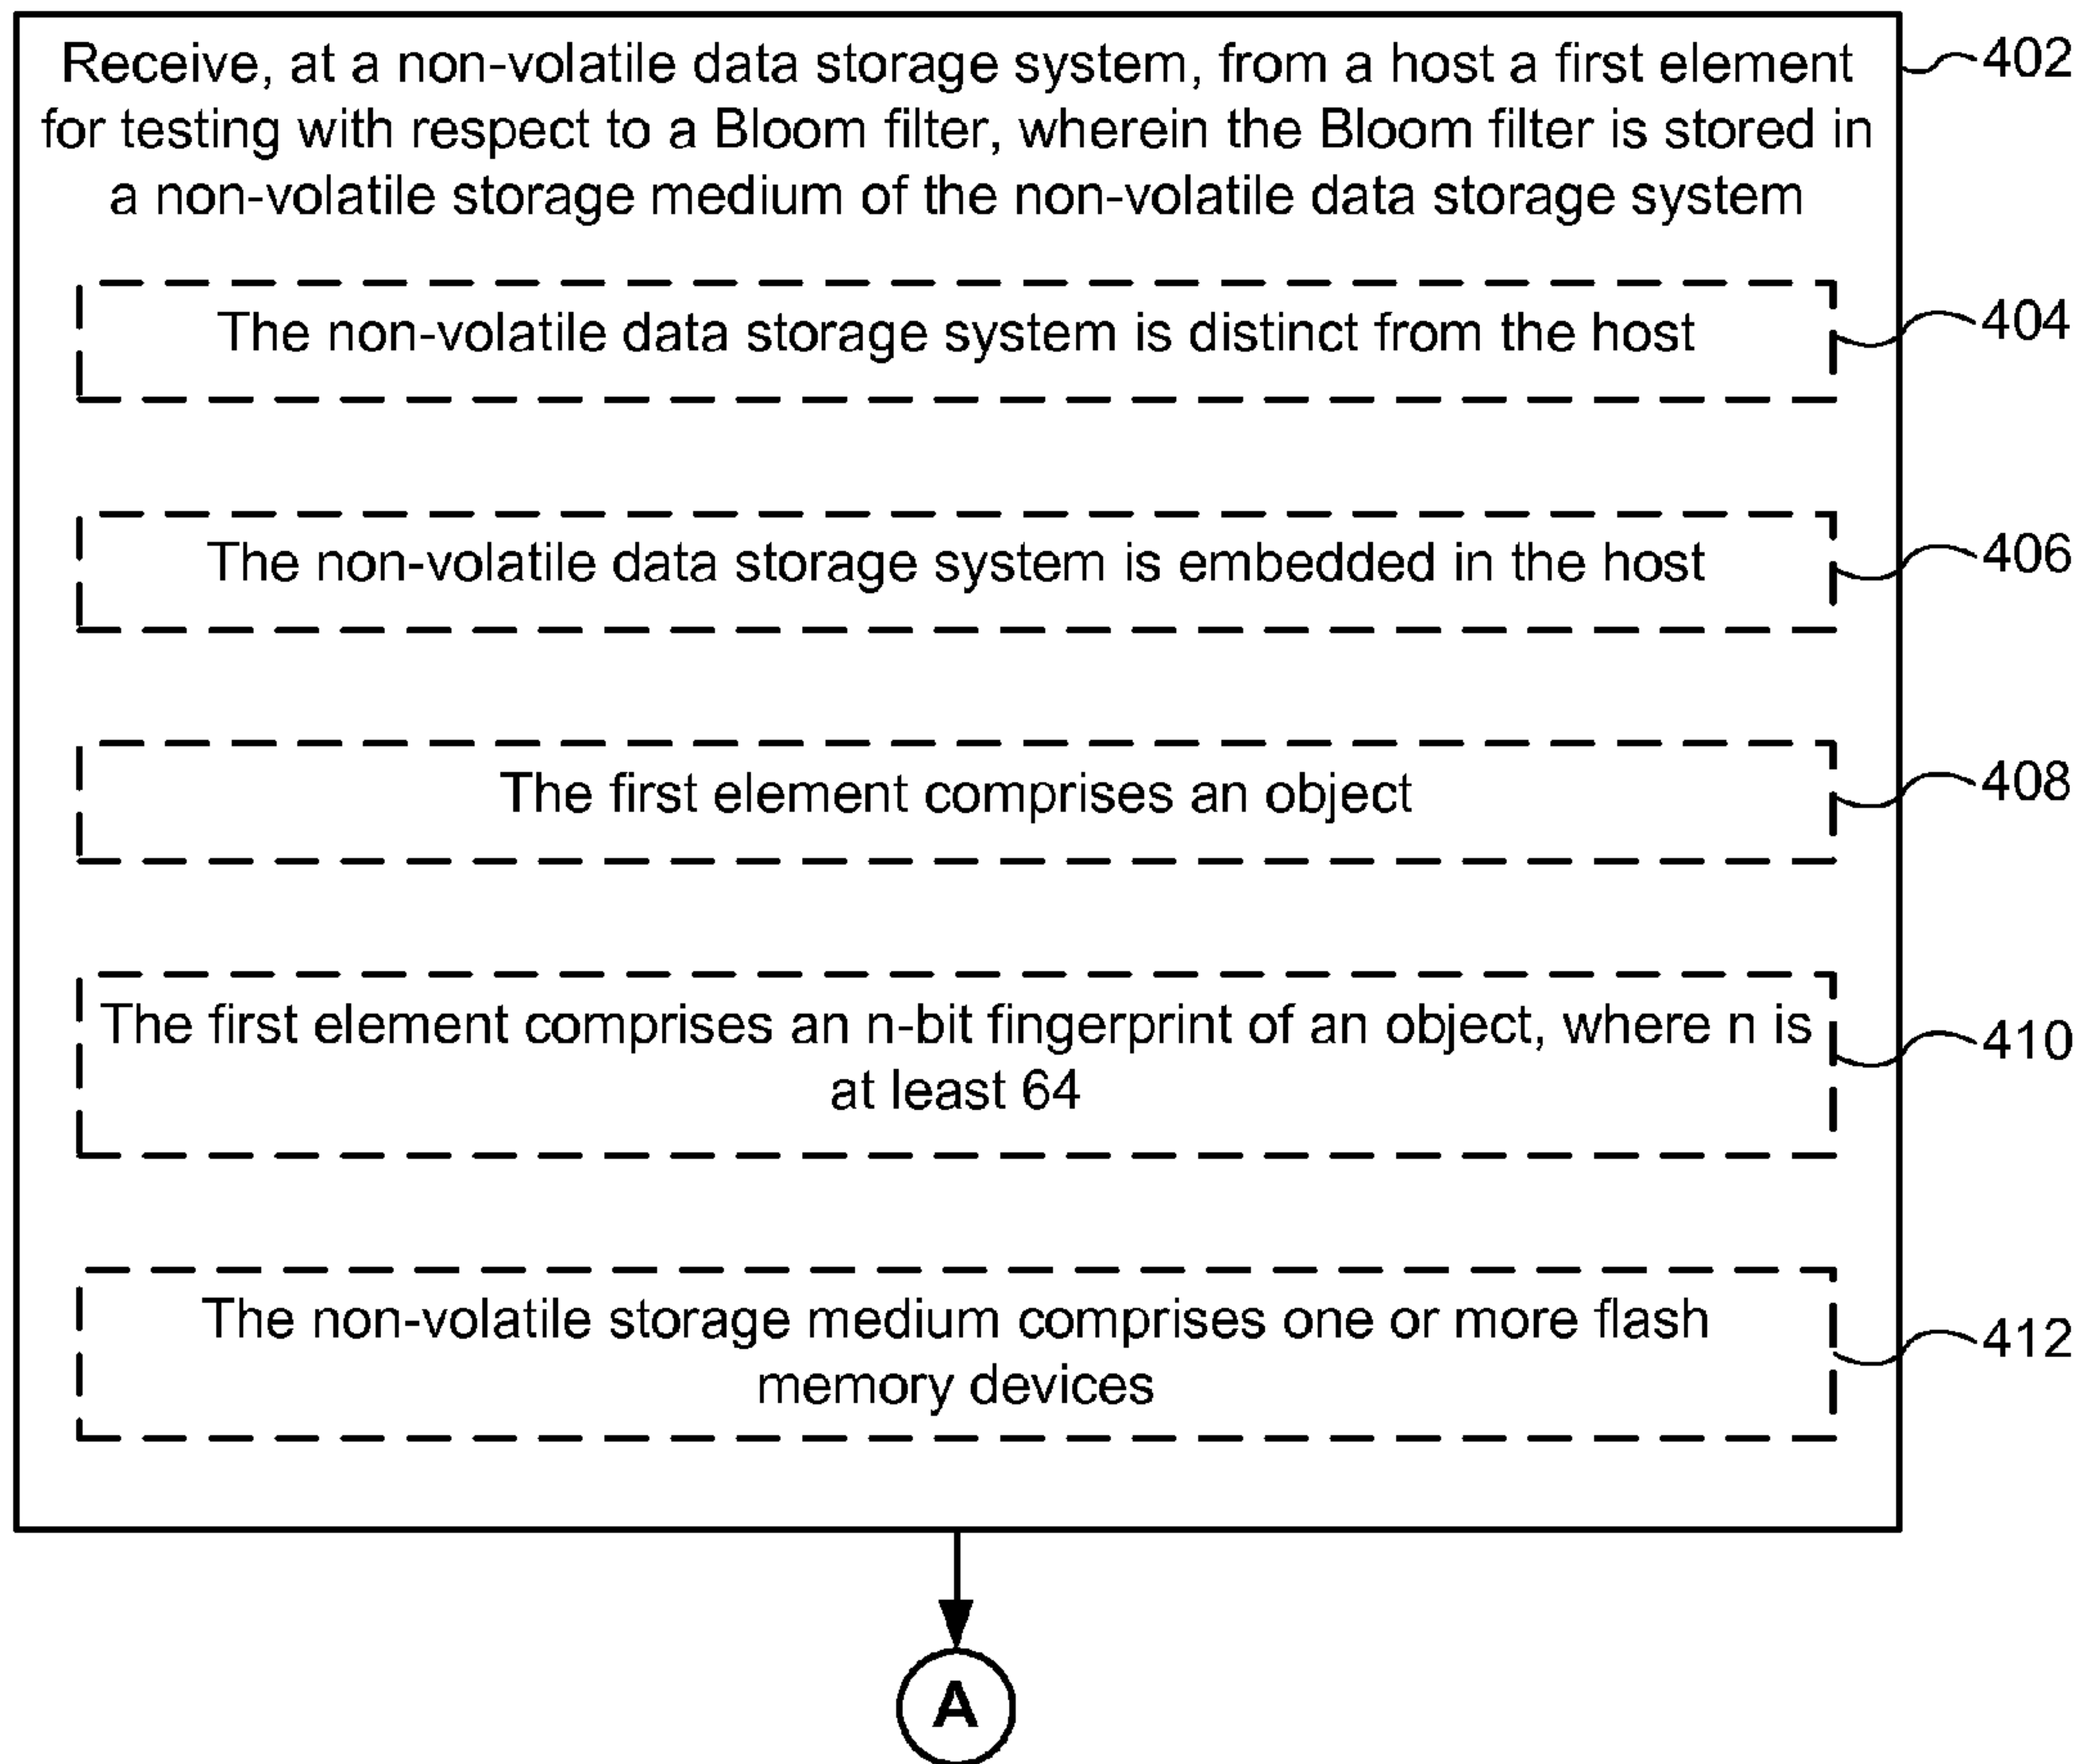 Receive, at a non-volatile data storage system, from a host a first element
for testing with respect to a Bloom filter, wherein the Bloom filter is stored in
a non-volatile storage medium of the non-volatile data storage system
402
The non-volatile data storage system is distinct from the host
404
The non-volatile data storage system is embedded in the host
406
The first element comprises an object
408
The first element comprises an n-bit fingerprint of an object, where n is
at least 64
410
The non-volatile storage medium comprises one or more flash
memory devices
412
A